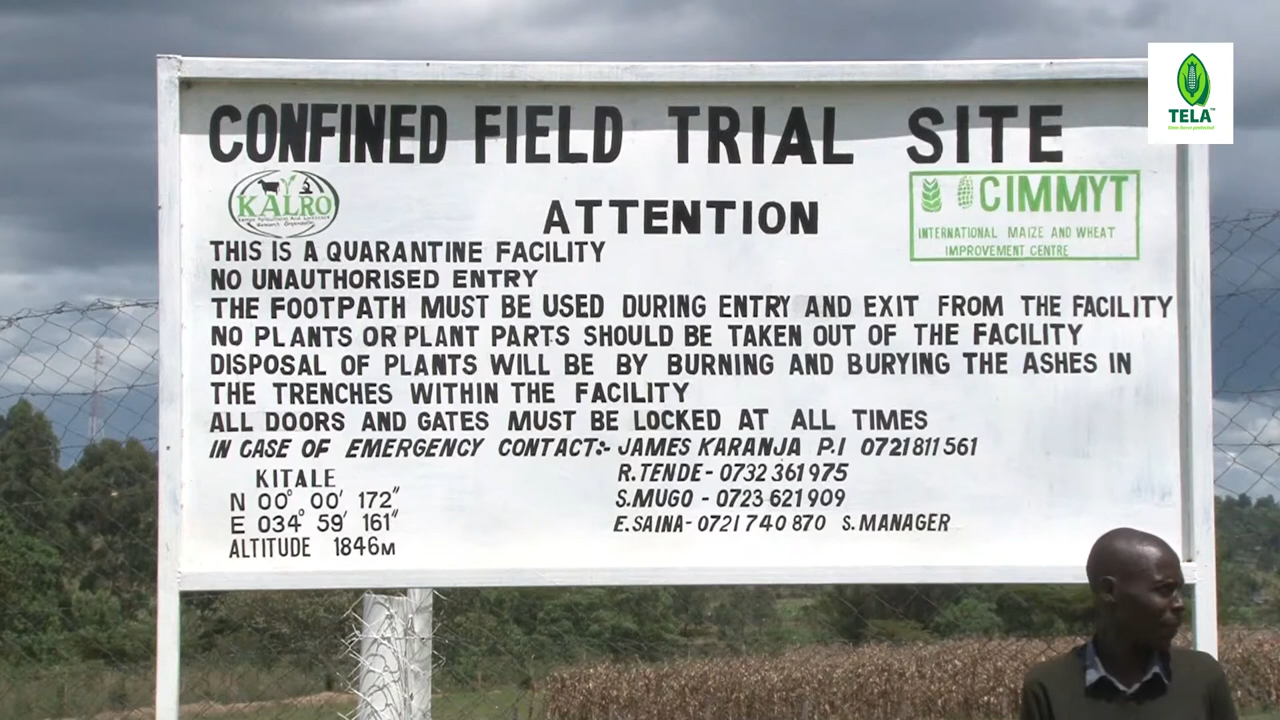 TELA™
CONFINED FIELD TRIAL SITE
KALRO
CIMMYT
INTERNATIONAL MAIZE AND WHEAT
IMPROVEMENT CENTRE
ATTENTION
THIS IS A QUARANTINE FACILITY
NO UNAUTHORISED ENTRY
THE FOOTPATH MUST BE USED DURING ENTRY AND EXIT FROM THE FACILITY
NO PLANTS OR PLANT PARTS SHOULD BE TAKEN OUT OF THE FACILITY
DISPOSAL OF PLANTS WILL BE BY BURNING AND BURYING THE ASHES IN
THE TRENCHES WITHIN THE FACILITY
ALL DOORS AND GATES MUST BE LOCKED AT ALL TIMES
IN CASE OF EMERGENCY CONTACT:- JAMES KARANJA P.I 0721811561
R.TENDE- 0732 361975
S.MUGO - 0723 621909
E.SAINA- 0721 740 870 S.MANAGER
KITALE
N 00° 00' 172"
E 034° 59' 161"
ALTITUDE 1846M